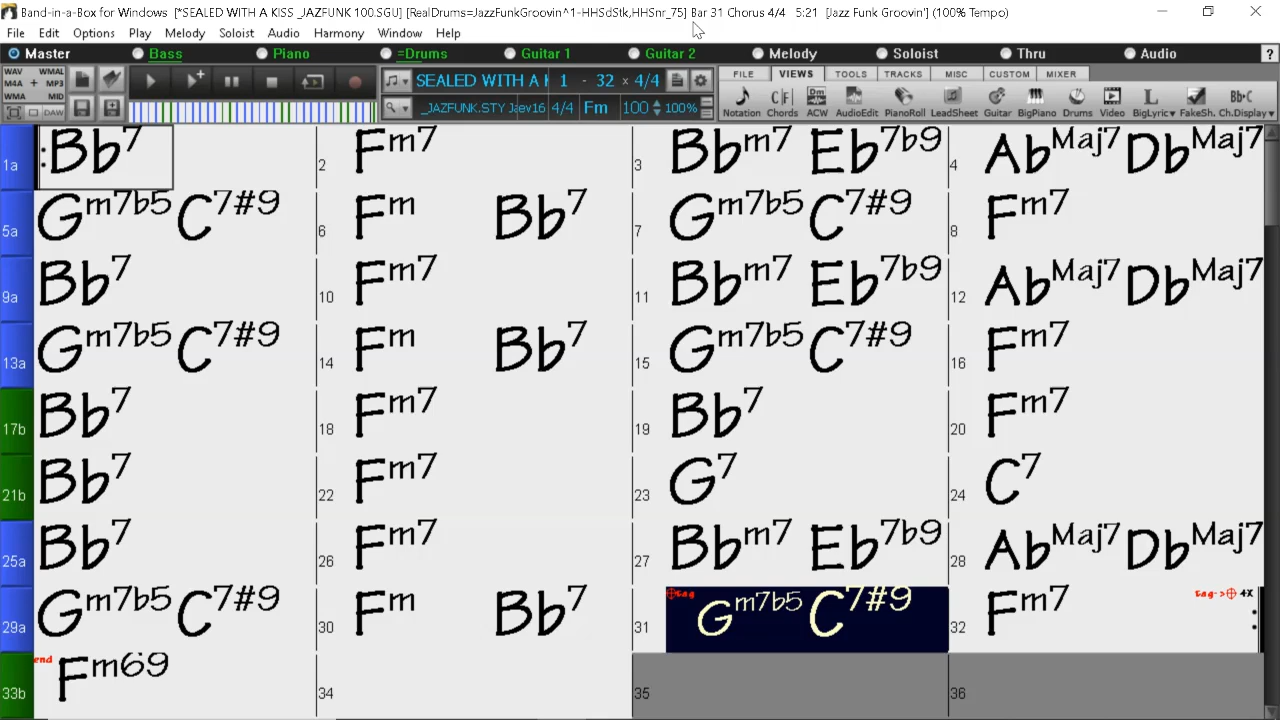 Band-in-a-Box for Windows [*SEALED WITH A KISS _JAZFUNK 100.SGU] [RealDrums=JazzFunkGroovin^1-HHSdStk,HHSnr_75] Bar 31 Chorus 4/4 5:21 [Jazz Funk Groovin'] (100% Tempo)
File Edit Options Play Melody Soloist Audio Harmony Window Help
Master Bass Piano =Drums Guitar 1 Guitar 2 Melody Soloist Thru Audio ?
WAV WMAL
M4A + MP3
WMA MID
DAW
SEALED WITH A 1 - 32 x 4/4
_JAZFUNK.STY Jaev16 4/4 Fm 100 100%
FILE VIEWS TOOLS TRACKS MISC CUSTOM MIXER
C|F| Dm Bb•C
Notation Chords ACW AudioEdit PianoRoll LeadSheet Guitar BigPiano Drums Video BigLyric FakeSh. Ch.Display
1a Bb7 2 Fm7 3 Bbm7 Eb7b9 4 AbMaj7 DbMaj7
5a Gm7b5 C7#9 6 Fm Bb7 7 Gm7b5 C7#9 8 Fm7
9a Bb7 10 Fm7 11 Bbm7 Eb7b9 12 AbMaj7 DbMaj7
13a Gm7b5 C7#9 14 Fm Bb7 15 Gm7b5 C7#9 16 Fm7
17b Bb7 18 Fm7 19 Bb7 20 Fm7
21b Bb7 22 Fm7 23 G7 24 C7
25a Bb7 26 Fm7 27 Bbm7 Eb7b9 28 AbMaj7 DbMaj7
29a Gm7b5 C7#9 30 Fm Bb7 31 tag Gm7b5 C7#9 32 Fm7 tag-> +X
33b end Fm69 34 35 36